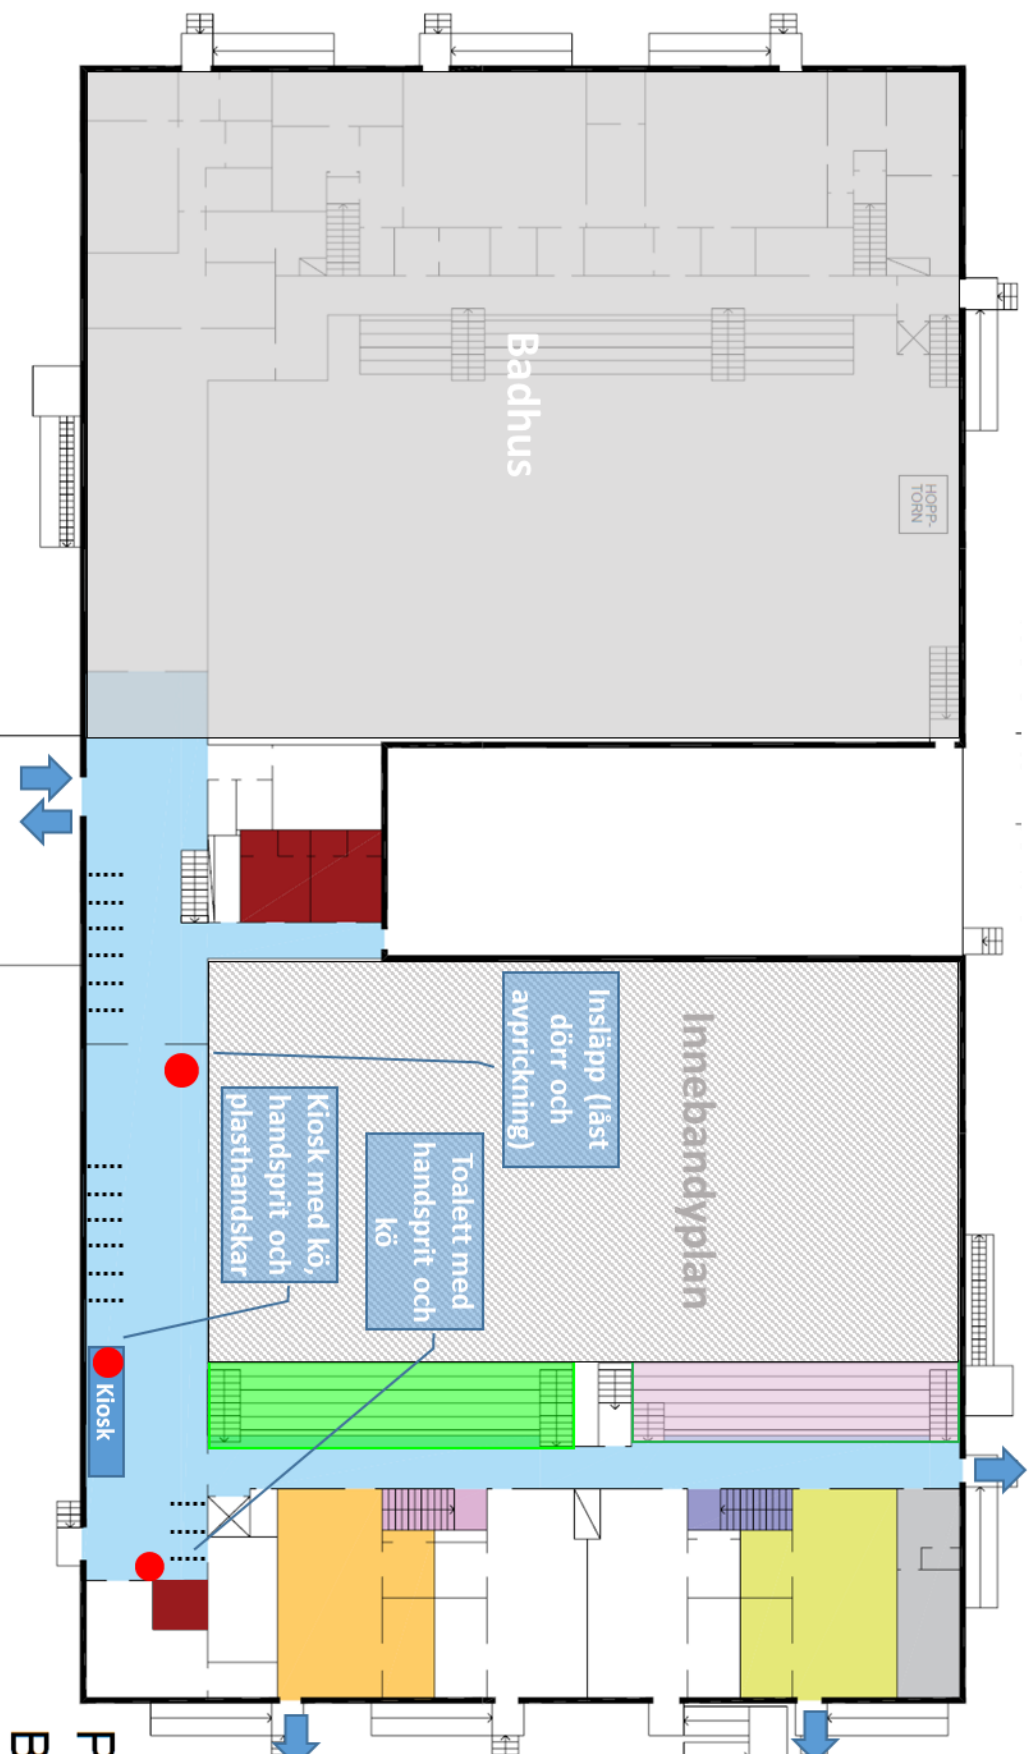 Badhus
HOPP-
TORN
Innebandyplan
Insläpp (låst
dörr och
avprickning)
Toalett med
handsprit och
kö
Kiosk med kö,
handsprit och
plasthandskar
Kiosk
P
B